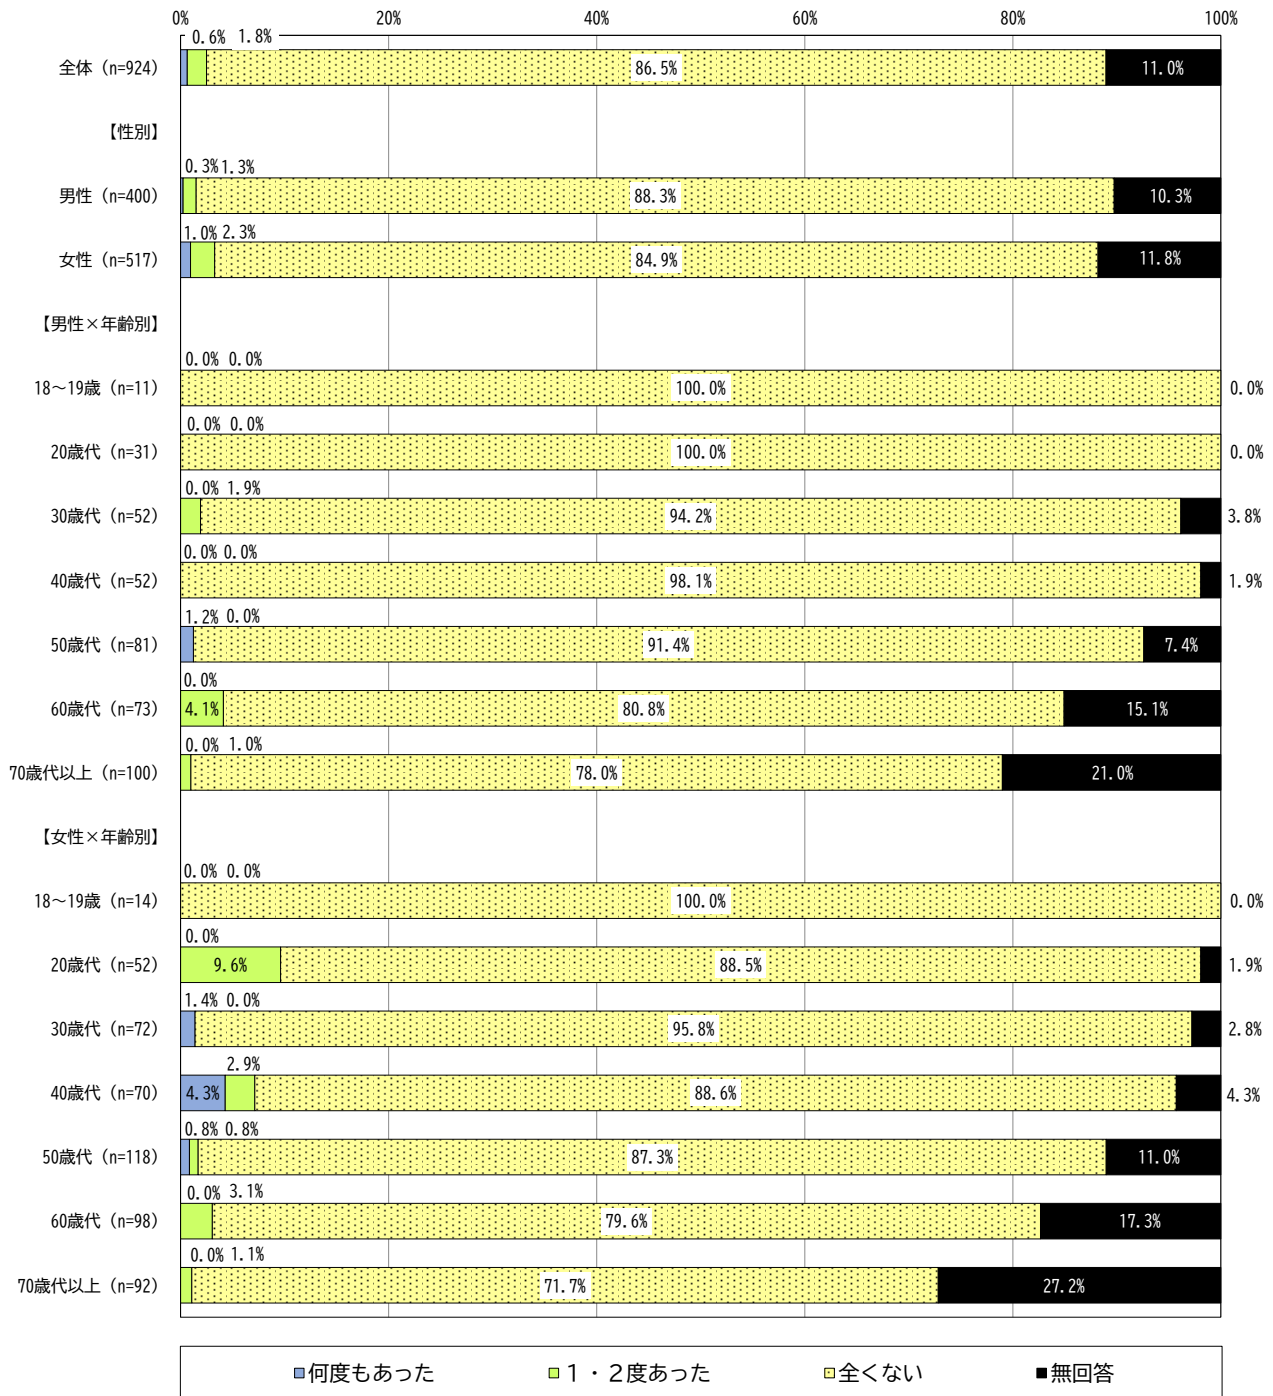 0% 20% 40% 60% 80% 100%
0.6% 1.8%
全体（n=924） 86.5% 11.0%
【性別】
0.3% 1.3%
男性（n=400） 88.3% 10.3%
1.0% 2.3%
女性（n=517） 84.9% 11.8%
【男性×年齢別】
0.0% 0.0%
18～19歳（n=11） 100.0% 0.0%
0.0% 0.0%
20歳代（n=31） 100.0% 0.0%
0.0% 1.9%
30歳代（n=52） 94.2% 3.8%
0.0% 0.0%
40歳代（n=52） 98.1% 1.9%
1.2% 0.0%
50歳代（n=81） 91.4% 7.4%
0.0%
60歳代（n=73） 4.1% 80.8% 15.1%
0.0% 1.0%
70歳代以上（n=100） 78.0% 21.0%
【女性×年齢別】
0.0% 0.0%
18～19歳（n=14） 100.0% 0.0%
0.0%
20歳代（n=52） 9.6% 88.5% 1.9%
1.4% 0.0%
30歳代（n=72） 95.8% 2.8%
2.9%
40歳代（n=70） 4.3% 88.6% 4.3%
0.8% 0.8%
50歳代（n=118） 87.3% 11.0%
0.0% 3.1%
60歳代（n=98） 79.6% 17.3%
0.0% 1.1%
70歳代以上（n=92） 71.7% 27.2%
何度もあった １・２度あった 全くない 無回答